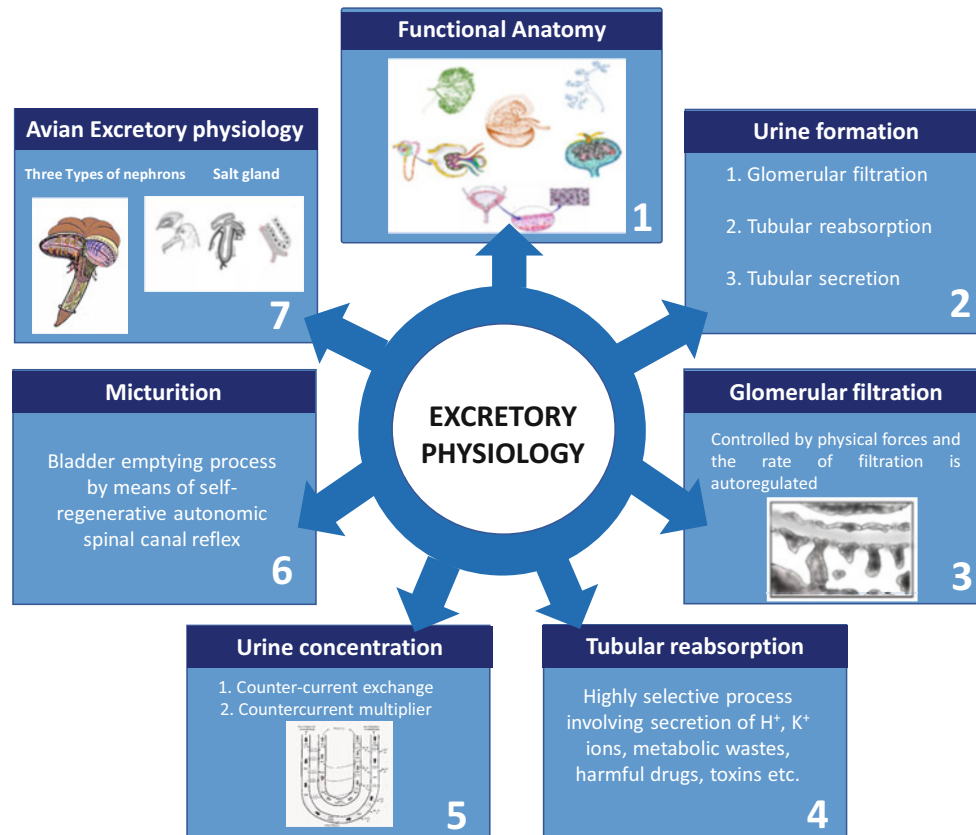 Functional Anatomy
1
Urine formation
1. Glomerular filtration
2. Tubular reabsorption
3. Tubular secretion
2
Glomerular filtration
Controlled by physical forces and
the rate of filtration is
autoregulated
3
Tubular reabsorption
Highly selective process
involving secretion of H⁺, K⁺
ions, metabolic wastes,
harmful drugs, toxins etc.
4
Urine concentration
1. Counter-current exchange
2. Countercurrent multiplier
5
Micturition
Bladder emptying process
by means of self-
regenerative autonomic
spinal canal reflex
6
Avian Excretory physiology
Three Types of nephrons
Salt gland
7
EXCRETORY
PHYSIOLOGY